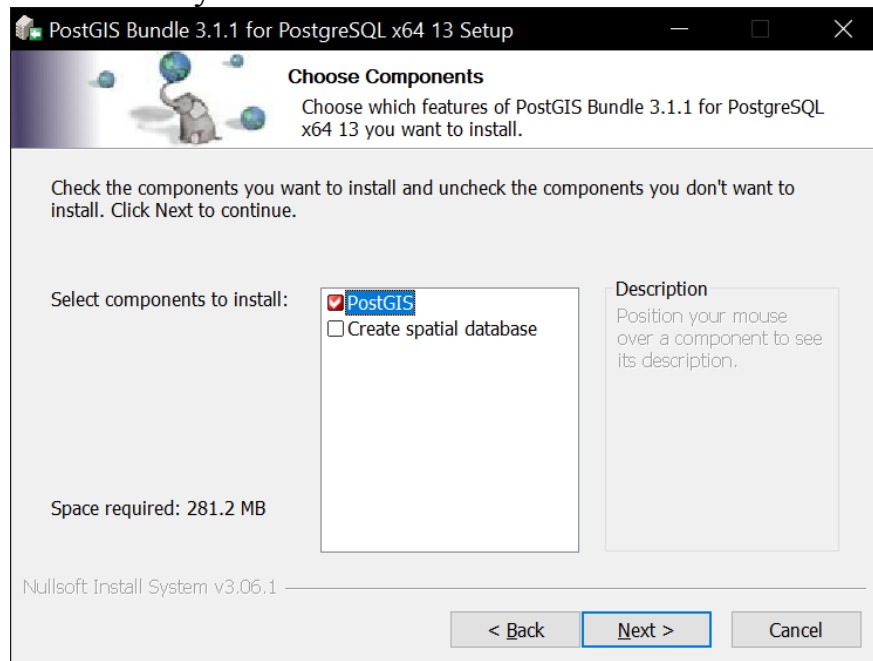 PostGIS Bundle 3.1.1 for PostgreSQL x64 13 Setup
Choose Components
Choose which features of PostGIS Bundle 3.1.1 for PostgreSQL
x64 13 you want to install.
Check the components you want to install and uncheck the components you don't want to
install. Click Next to continue.
Select components to install:
PostGIS
Create spatial database
Description
Position your mouse
over a component to see
its description.
Space required: 281.2 MB
Nullsoft Install System v3.06.1
< Back
Next >
Cancel